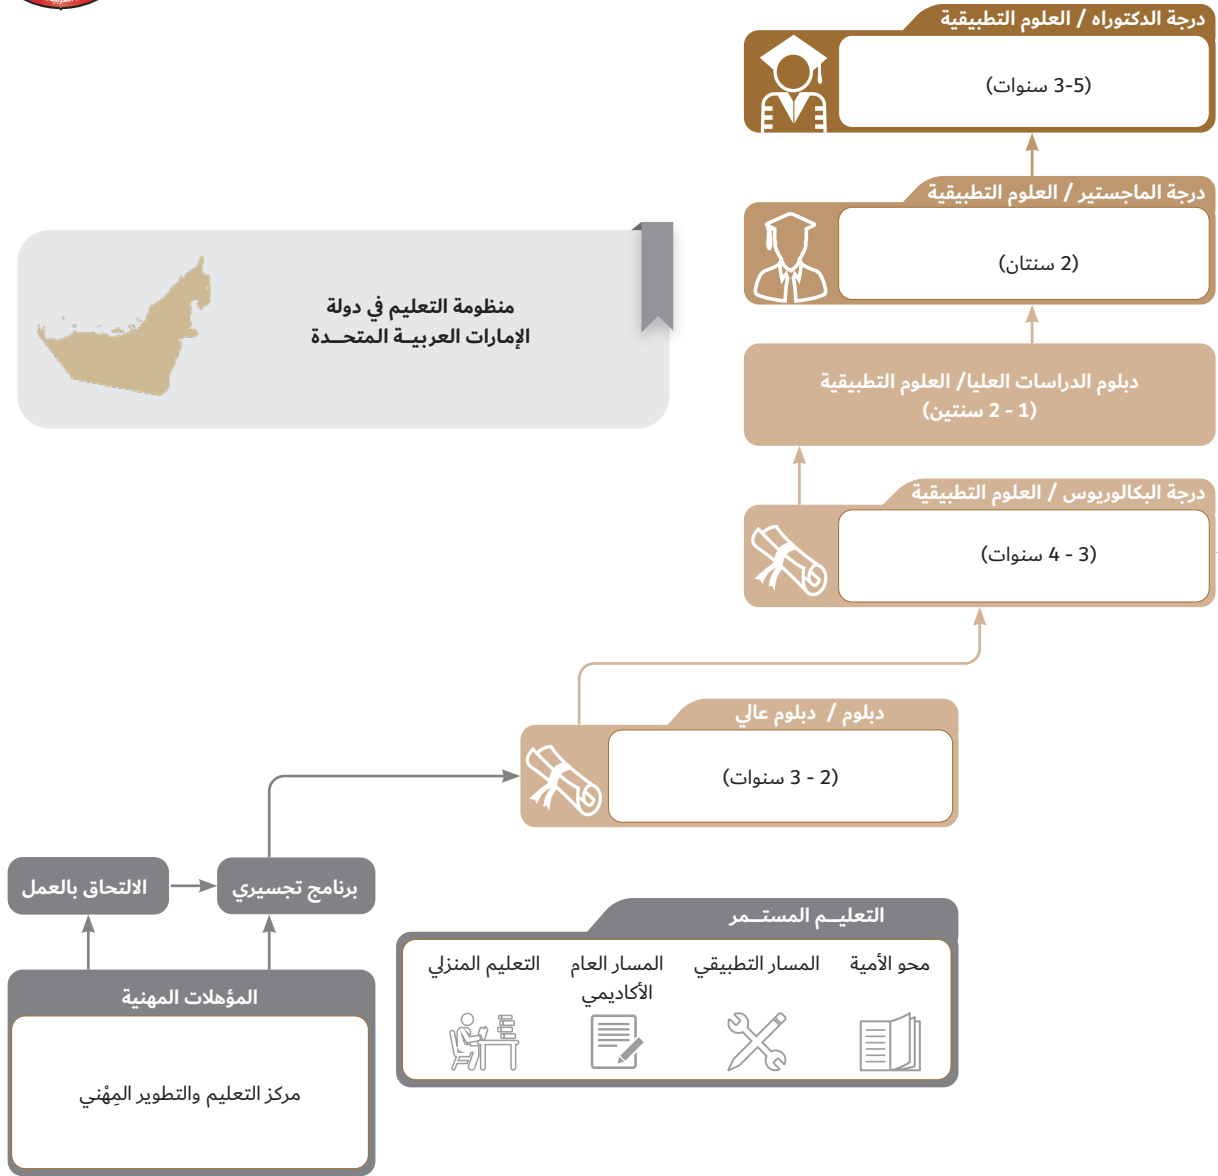 درجة الدكتوراه / العلوم التطبيقية
(3-5 سنوات)
درجة الماجستير / العلوم التطبيقية
(2 سنتان)
منظومة التعليم في دولة
الإمارات العربيــة المتحــدة
دبلوم الدراسات العليا/ العلوم التطبيقية
(1 - 2 سنتين)
درجة البكالوريوس / العلوم التطبيقية
(3 - 4 سنوات)
دبلوم / دبلوم عالي
(2 - 3 سنوات)
برنامج تجسيري
الالتحاق بالعمل
التعليــم المستــمر
محو الأمية
المسار التطبيقي
المسار العام
الأكاديمي
التعليم المنزلي
المؤهلات المهنية
مركز التعليم والتطوير المِهْني